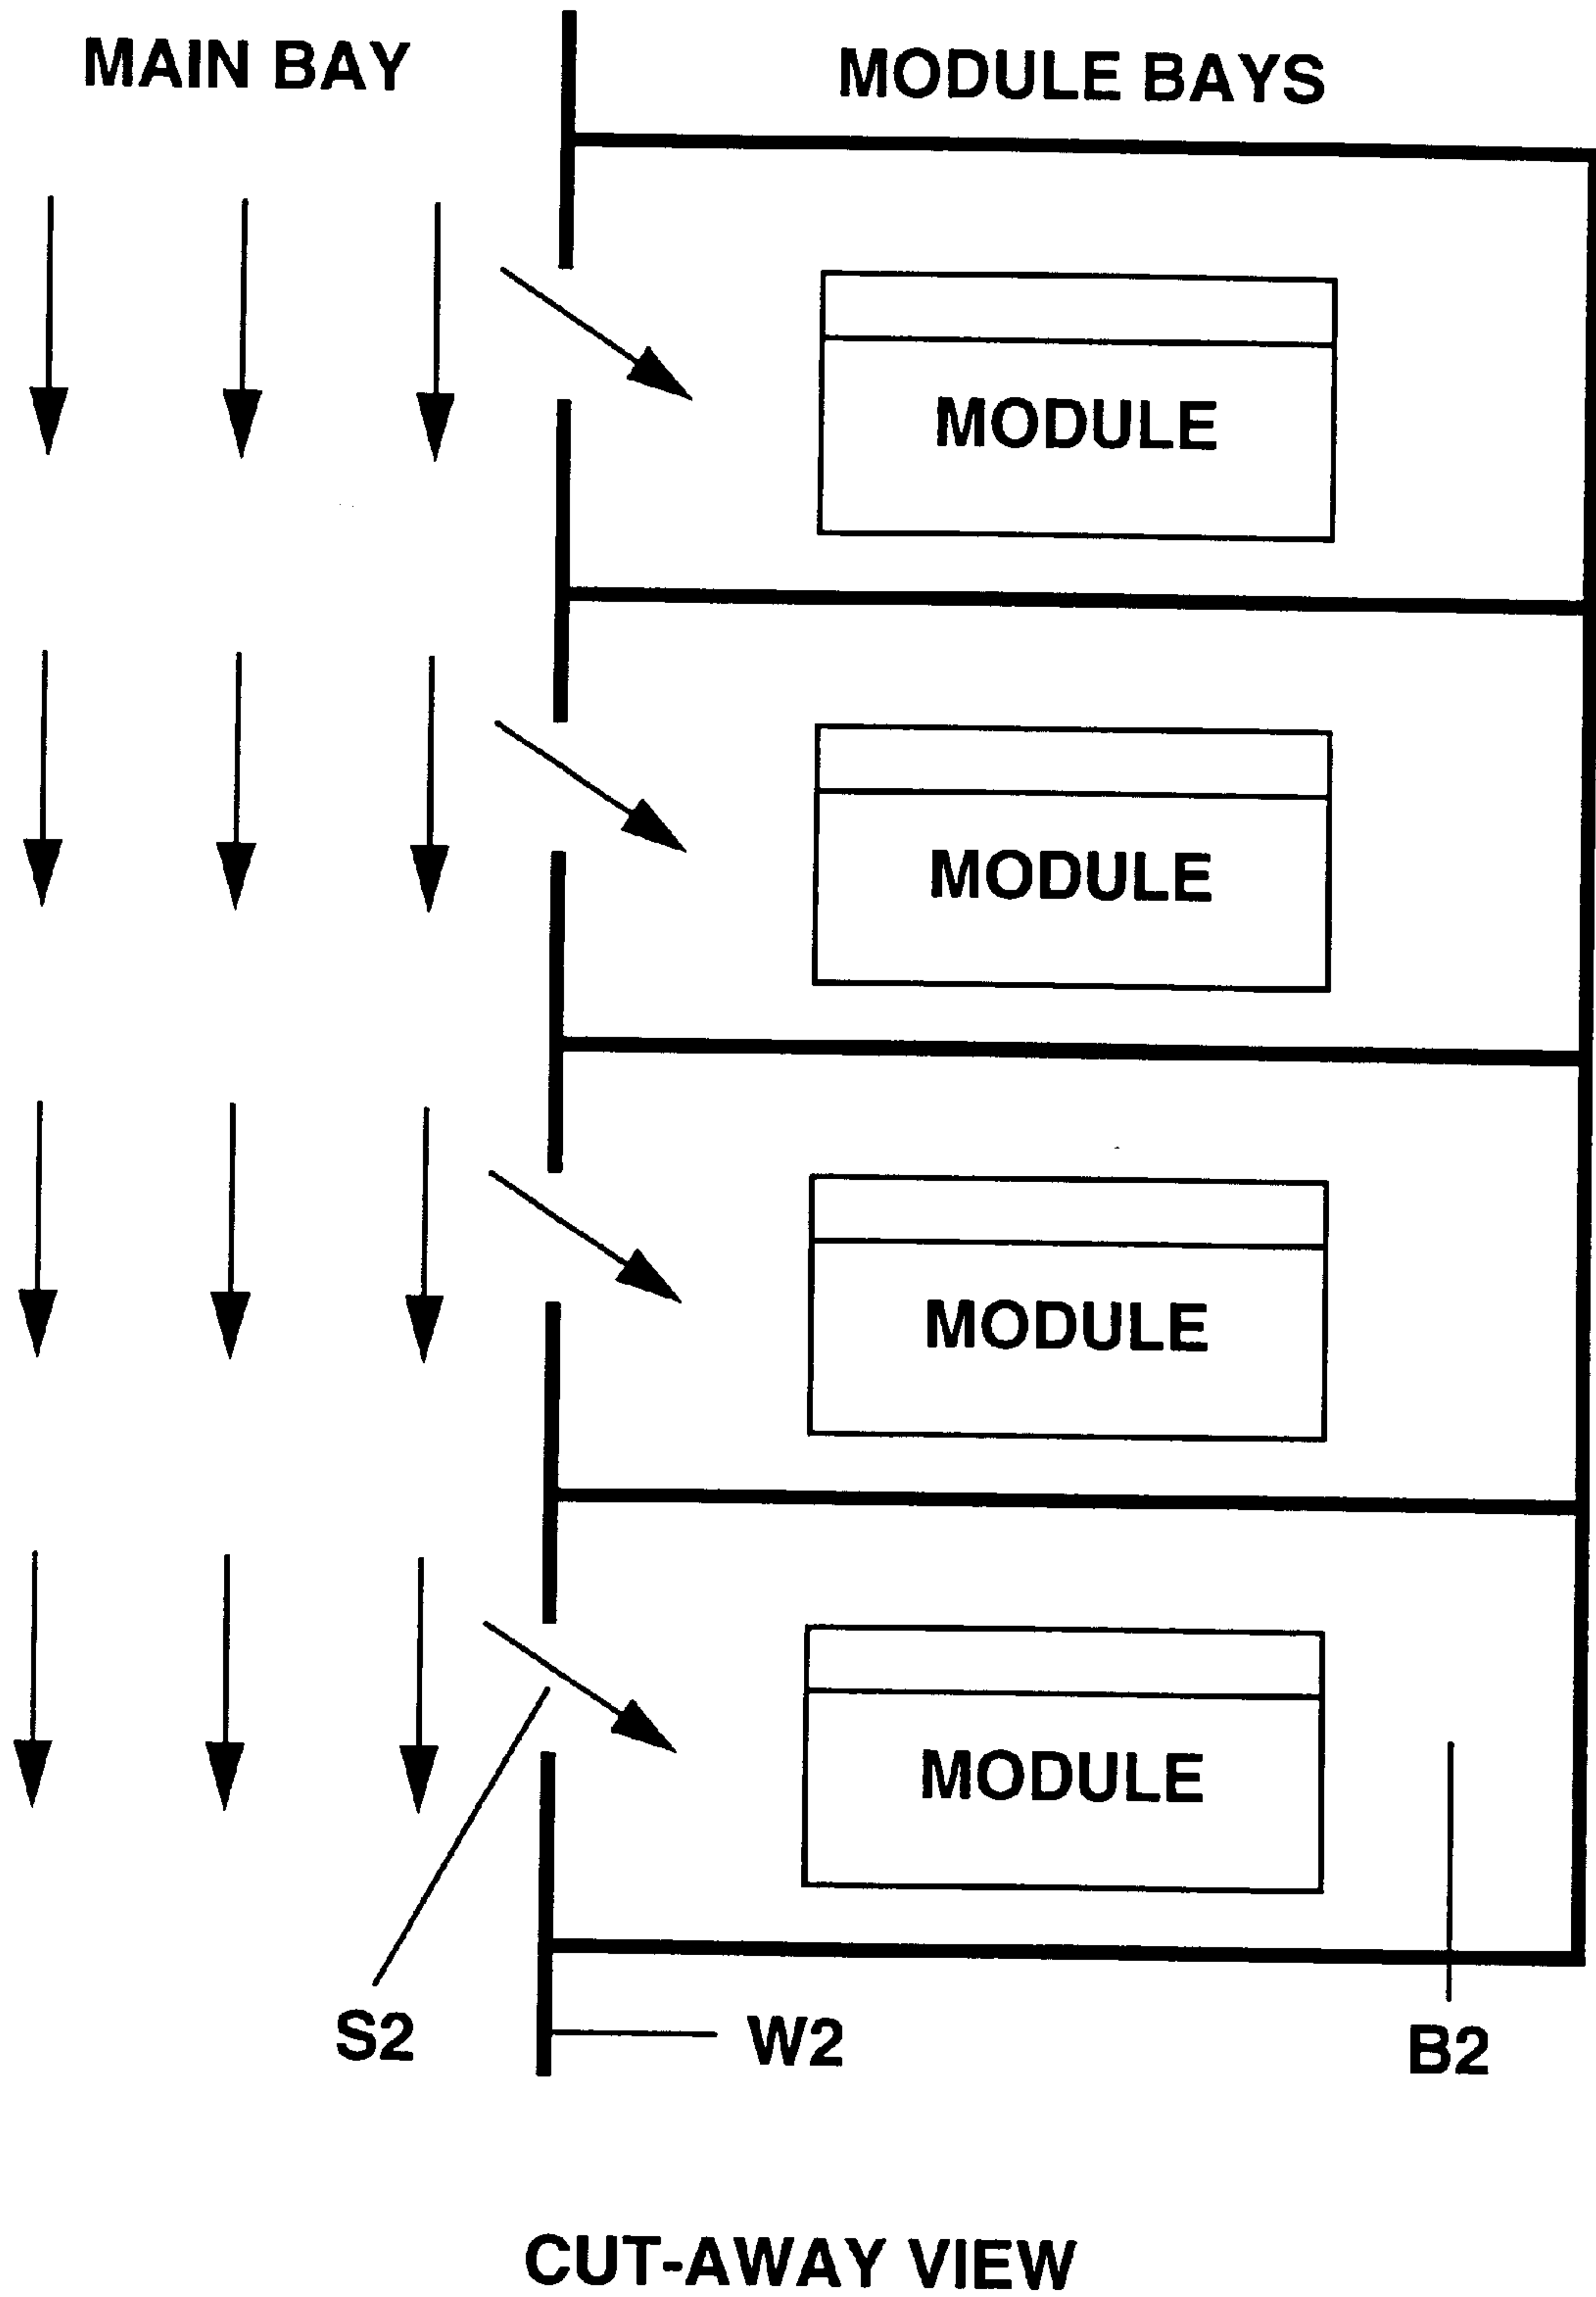 MAIN BAY
MODULE BAYS
MODULE
MODULE
MODULE
MODULE
S2
W2
B2
CUT-AWAY VIEW